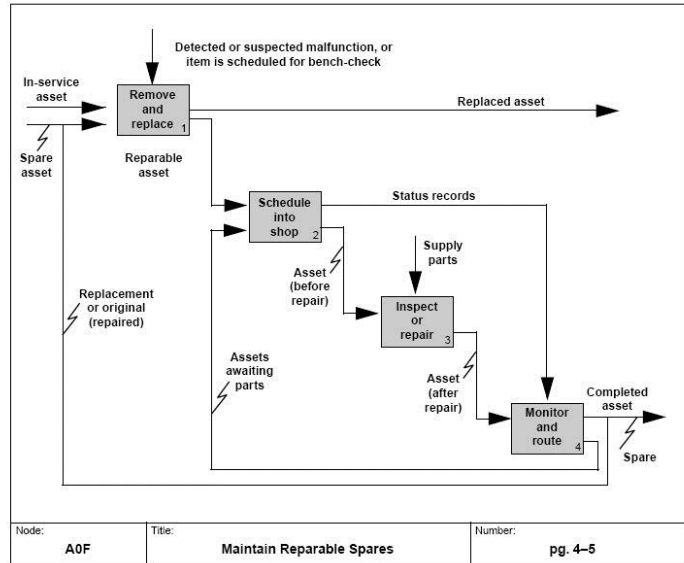 Detected or suspected malfunction, or
item is scheduled for bench-check
In-service
asset
Remove
and
replace
1
Replaced asset
Spare
asset
Reparable
asset
Schedule
into
shop
2
Status records
Supply
parts
Asset
(before
repair)
Replacement
or original
(repaired)
Inspect
or
repair
3
Assets
awaiting
parts
Asset
(after
repair)
Monitor
and
route
4
Completed
asset
Spare
Node:
A0F
Title:
Maintain Reparable Spares
Number:
pg. 4–5